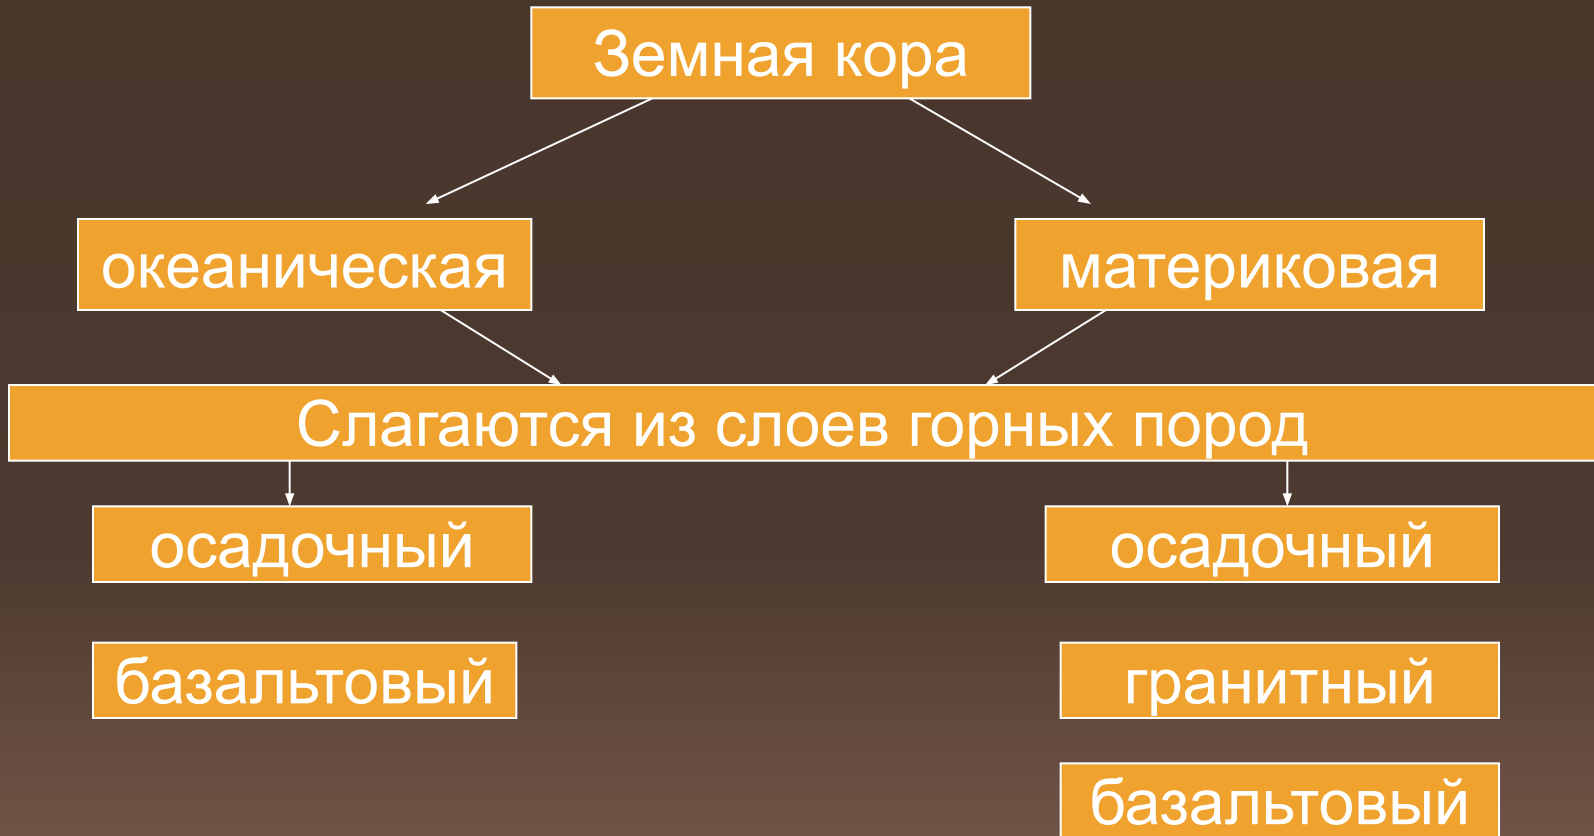 Земная кора
океаническая
материковая
Слагаются из слоев горных пород
осадочный
осадочный
базальтовый
гранитный
базальтовый